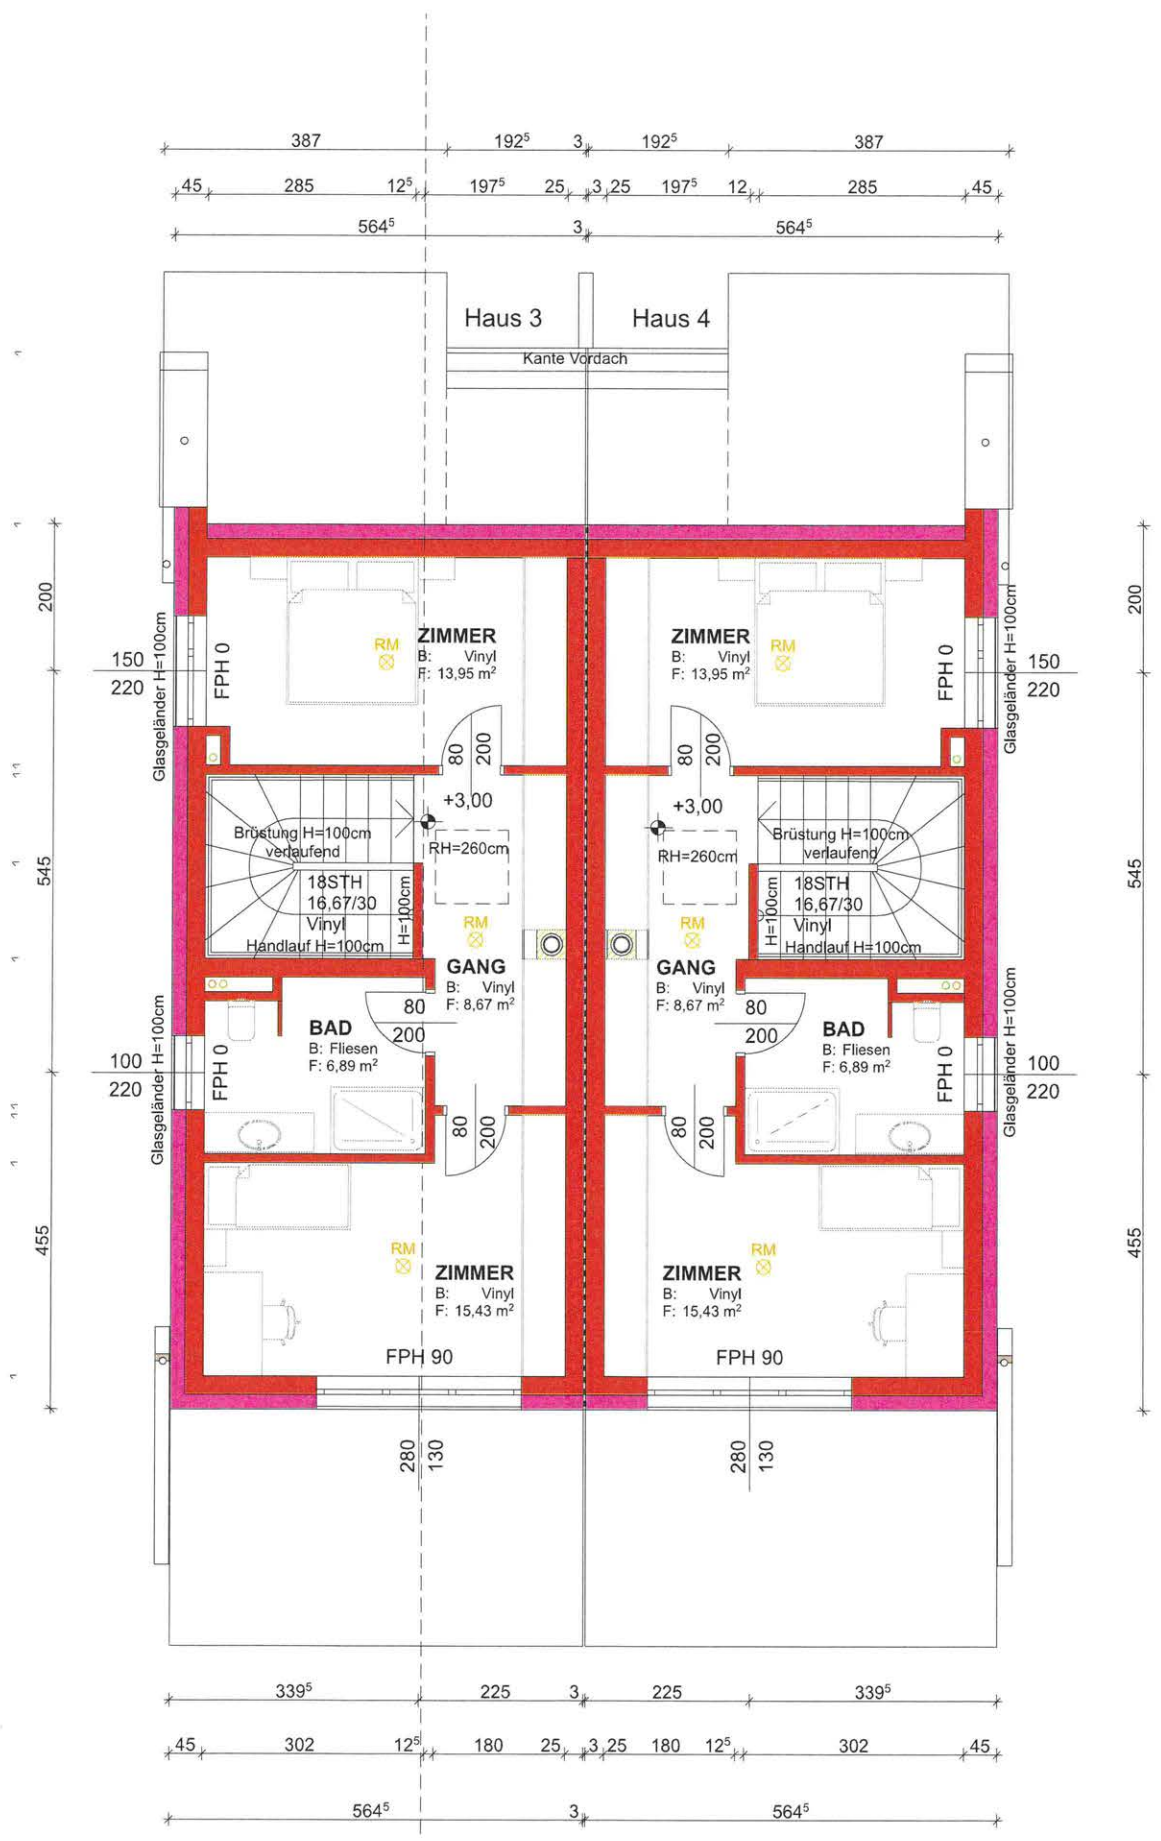 387 192⁵ 3 192⁵ 387
45 285 12⁵ 197⁵ 25 3 25 197⁵ 12 285 45
564⁵ 3 564⁵
Haus 3 Haus 4
Kante Vordach
200
545
455
200
545
455
Glasgeländer H=100cm
150
220
FPH 0
RM
ZIMMER
B: Vinyl
F: 13,95 m²
80
200
ZIMMER
B: Vinyl
F: 13,95 m²
RM
80
200
FPH 0
150
220
Glasgeländer H=100cm
+3,00
RH=260cm
Brüstung H=100cm
verlaufend
18STH
16,67/30
Vinyl
Handlauf H=100cm
H=100cm
RM
GANG
B: Vinyl
F: 8,67 m²
+3,00
RH=260cm
Brüstung H=100cm
verlaufend
18STH
16,67/30
Vinyl
Handlauf H=100cm
H=100cm
RM
GANG
B: Vinyl
F: 8,67 m²
Glasgeländer H=100cm
100
220
FPH 0
BAD
B: Fliesen
F: 6,89 m²
80
200
80
200
80
200
BAD
B: Fliesen
F: 6,89 m²
FPH 0
100
220
Glasgeländer H=100cm
80
200
RM
ZIMMER
B: Vinyl
F: 15,43 m²
FPH 90
280
130
ZIMMER
B: Vinyl
F: 15,43 m²
RM
FPH 90
280
130
339⁵ 225 3 225 339⁵
45 302 12⁵ 180 25 3 25 180 12⁵ 302 45
564⁵ 3 564⁵